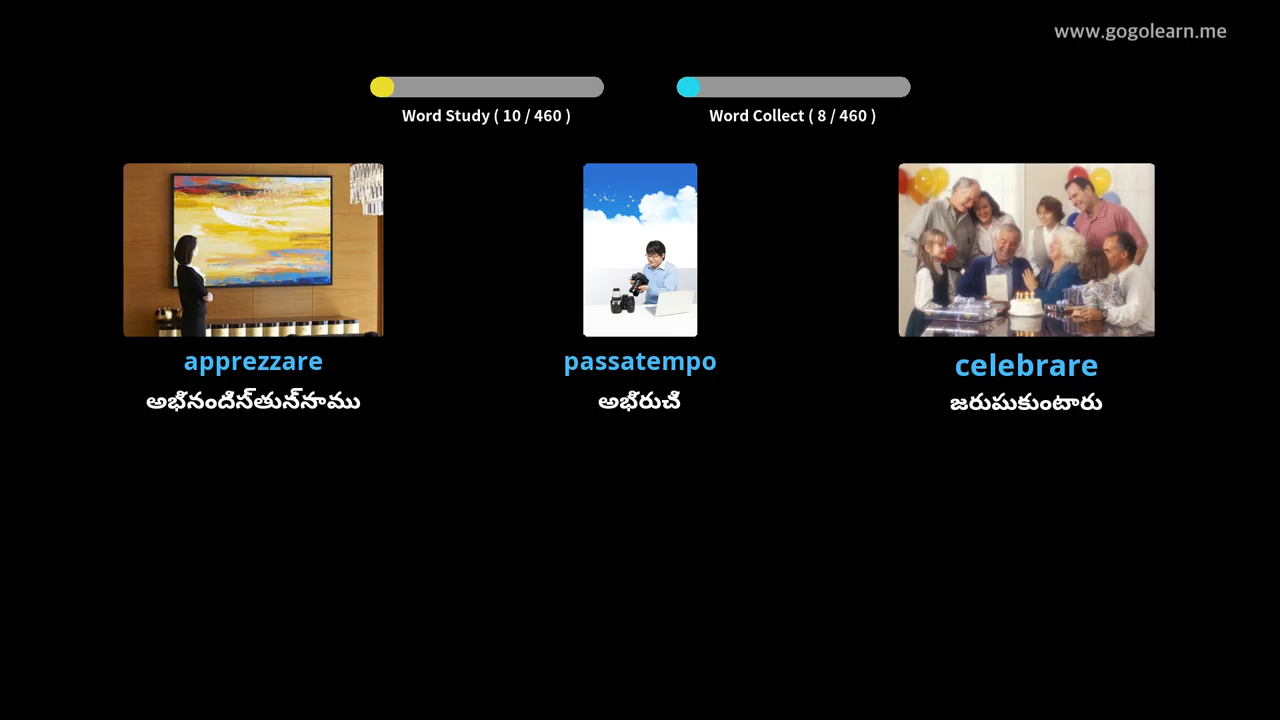 www.gogolearn.me
Word Study ( 10 / 460 )
Word Collect ( 8 / 460 )
apprezzare
passatempo
celebrare
అభినందిస్‌తున్‌నాము
అభిరుచి
జరుపుకుంటారు